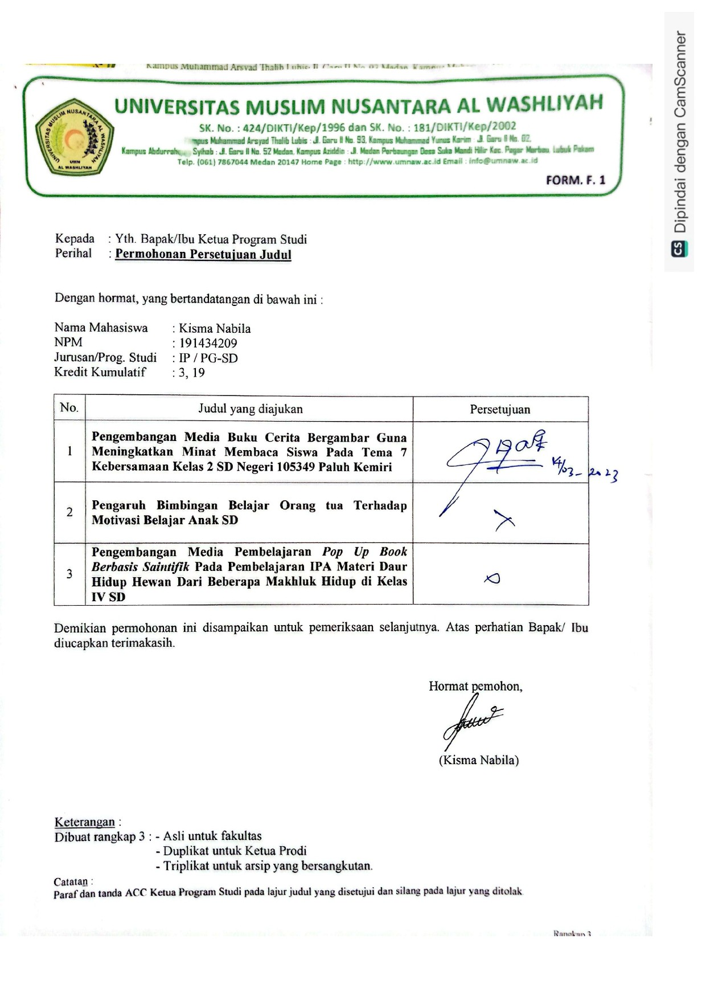 Kampus Muhammad Arsyad Thalib Lubis: Jl. Garu II No. 93 Medan, Kampus
UNIVERSITAS MUSLIM NUSANTARA AL WASHLIYAH
SK. No. : 424/DIKTI/Kep/1996 dan SK. No. : 181/DIKTI/Kep/2002
mpus Muhammad Arsyad Thalib Lubis : Jl. Garu II No. 93, Kampus Muhammad Yunus Karim : Jl. Garu II No. 02,
Kampus Abdurrah Syihab : Jl. Garu II No. 52 Medan, Kampus Aziddin : Jl. Medan Perbaungan Desa Suka Mandi Hilir Kec. Pagar Merbau, Lubuk Pakam
Telp. (061) 7867044 Medan 20147 Home Page : http://www.umnaw.ac.id Email : info@umnaw.ac.id
FORM. F. 1
UNIVERSITAS MUSLIM NUSANTARA AL WASHLIYAH
UMN
AL WASHLIYAH
Kepada : Yth. Bapak/Ibu Ketua Program Studi
Perihal : Permohonan Persetujuan Judul
Dengan hormat, yang bertandatangan di bawah ini :
Nama Mahasiswa : Kisma Nabila
NPM : 191434209
Jurusan/Prog. Studi : IP / PG-SD
Kredit Kumulatif : 3, 19
No. Judul yang diajukan Persetujuan
1 Pengembangan Media Buku Cerita Bergambar Guna
Meningkatkan Minat Membaca Siswa Pada Tema 7
Kebersamaan Kelas 2 SD Negeri 105349 Paluh Kemiri
14/03-2023
2 Pengaruh Bimbingan Belajar Orang tua Terhadap
Motivasi Belajar Anak SD
3 Pengembangan Media Pembelajaran Pop Up Book
Berbasis Saintifik Pada Pembelajaran IPA Materi Daur
Hidup Hewan Dari Beberapa Makhluk Hidup di Kelas
IV SD
Demikian permohonan ini disampaikan untuk pemeriksaan selanjutnya. Atas perhatian Bapak/ Ibu
diucapkan terimakasih.
Hormat pemohon,
(Kisma Nabila)
Keterangan :
Dibuat rangkap 3 : - Asli untuk fakultas
- Duplikat untuk Ketua Prodi
- Triplikat untuk arsip yang bersangkutan.
Catatan :
Paraf dan tanda ACC Ketua Program Studi pada lajur judul yang disetujui dan silang pada lajur yang ditolak
Rangkap 3
CS Dipindai dengan CamScanner